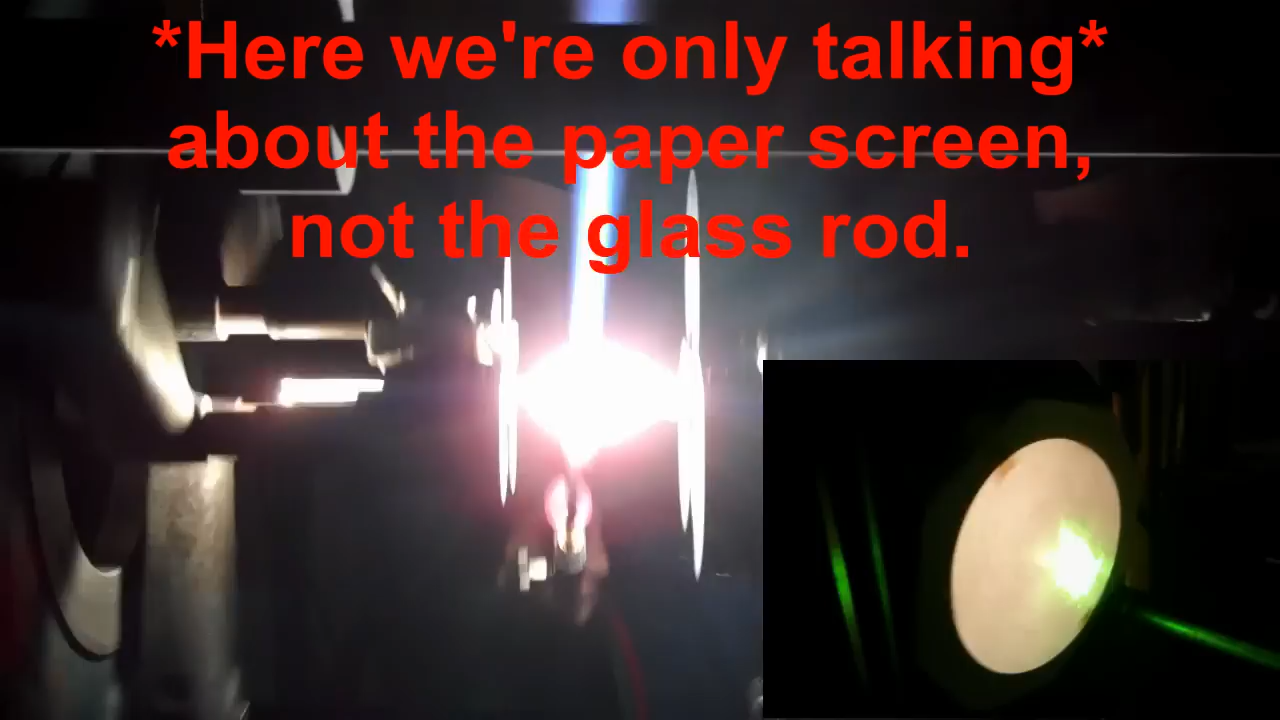 *Here we're only talking*
about the paper screen,
not the glass rod.